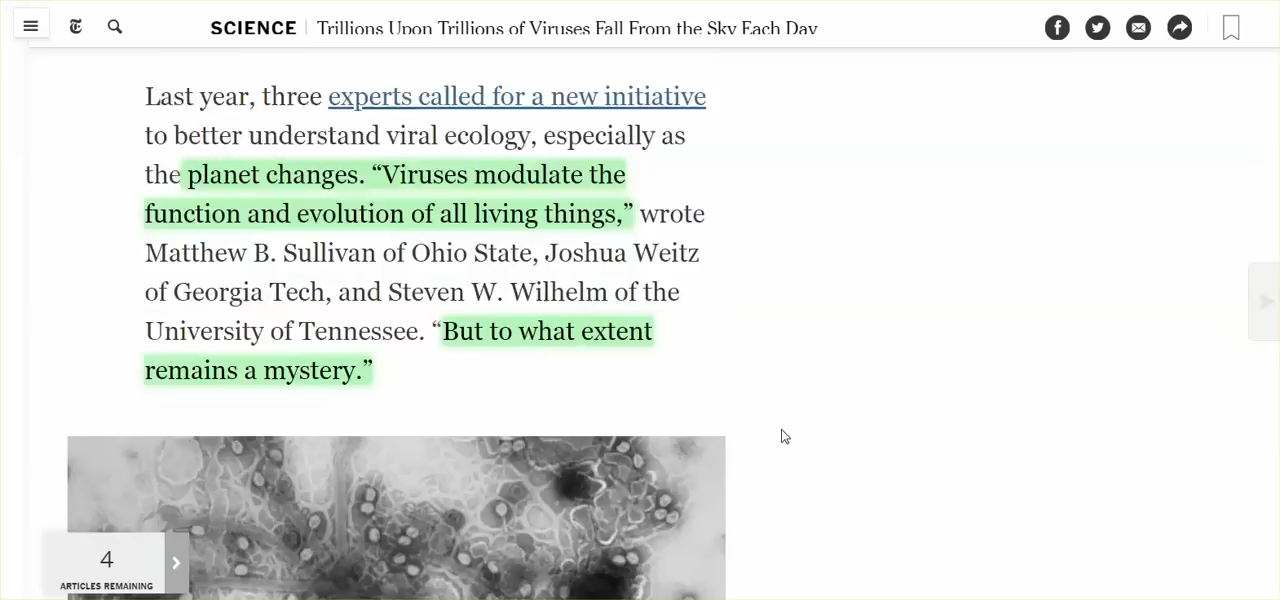 SCIENCE Trillions Upon Trillions of Viruses Fall From the Sky Each Day
Last year, three experts called for a new initiative
to better understand viral ecology, especially as
the planet changes. “Viruses modulate the
function and evolution of all living things,” wrote
Matthew B. Sullivan of Ohio State, Joshua Weitz
of Georgia Tech, and Steven W. Wilhelm of the
University of Tennessee. “But to what extent
remains a mystery.”
4
ARTICLES REMAINING